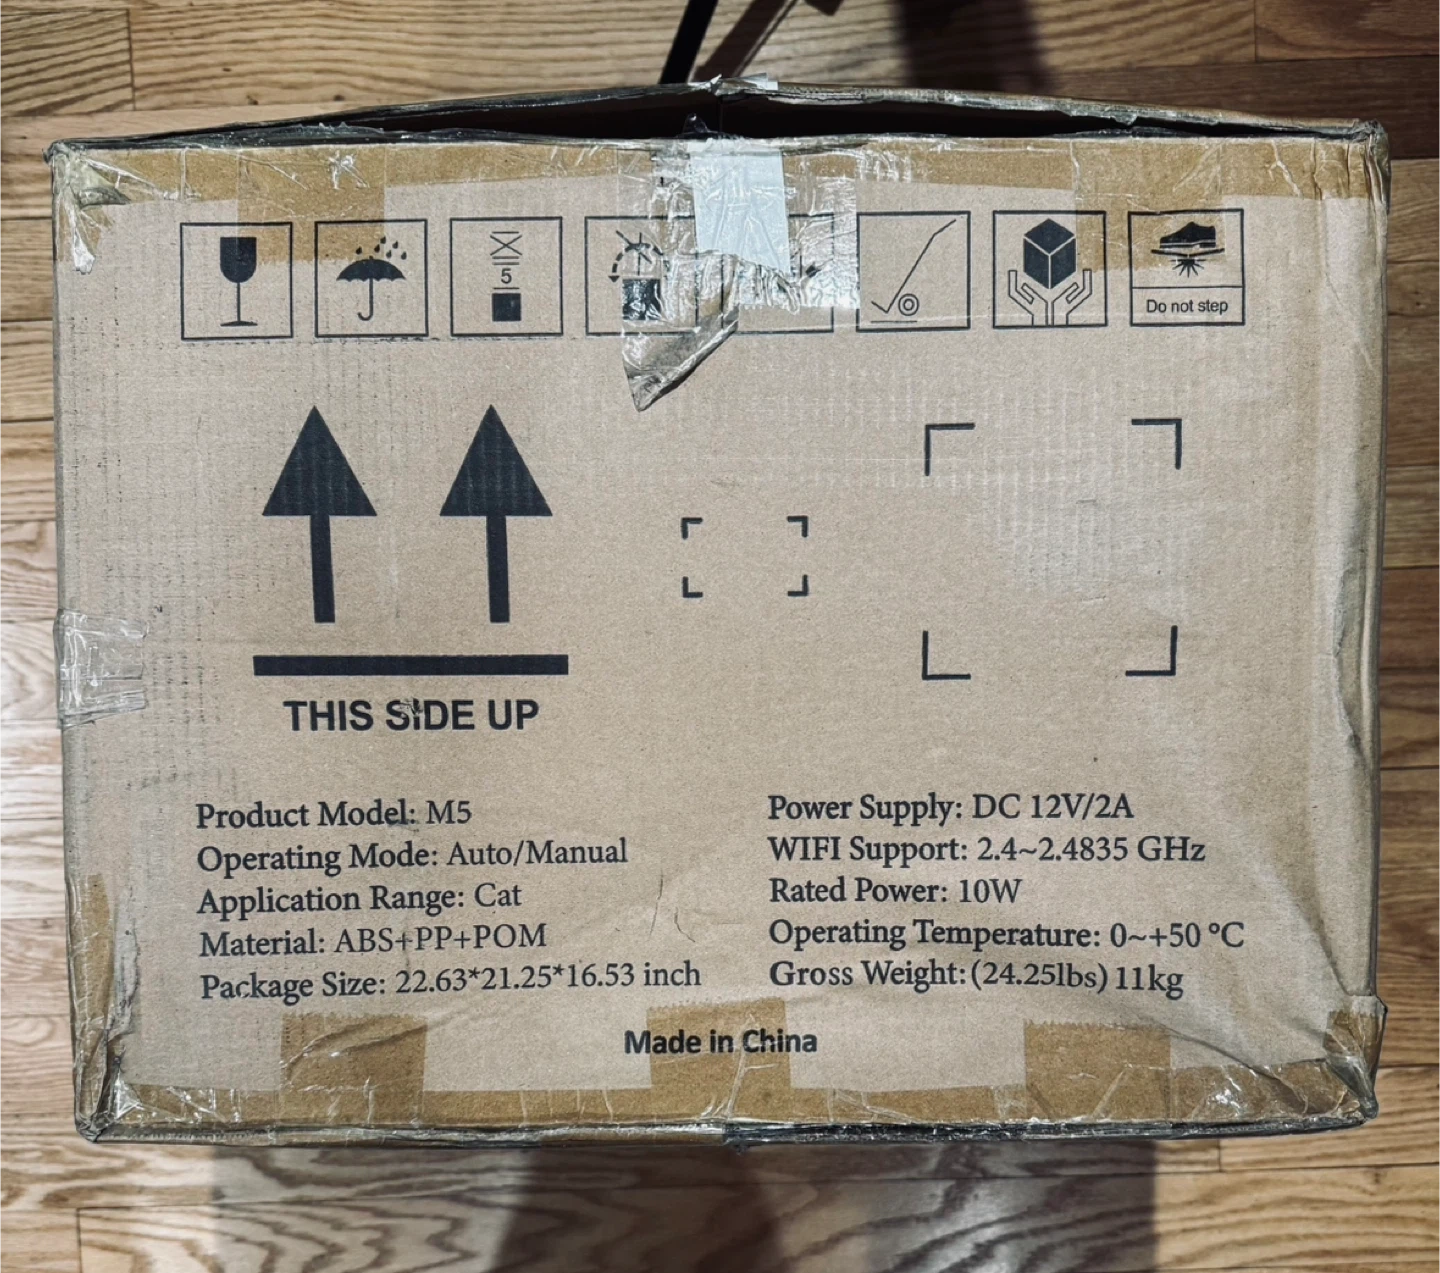 5
Do not step
THIS SIDE UP
Product Model: M5
Operating Mode: Auto/Manual
Application Range: Cat
Material: ABS+PP+POM
Package Size: 22.63*21.25*16.53 inch
Power Supply: DC 12V/2A
WIFI Support: 2.4~2.4835 GHz
Rated Power: 10W
Operating Temperature: 0~+50 °C
Gross Weight: (24.25lbs) 11kg
Made in China